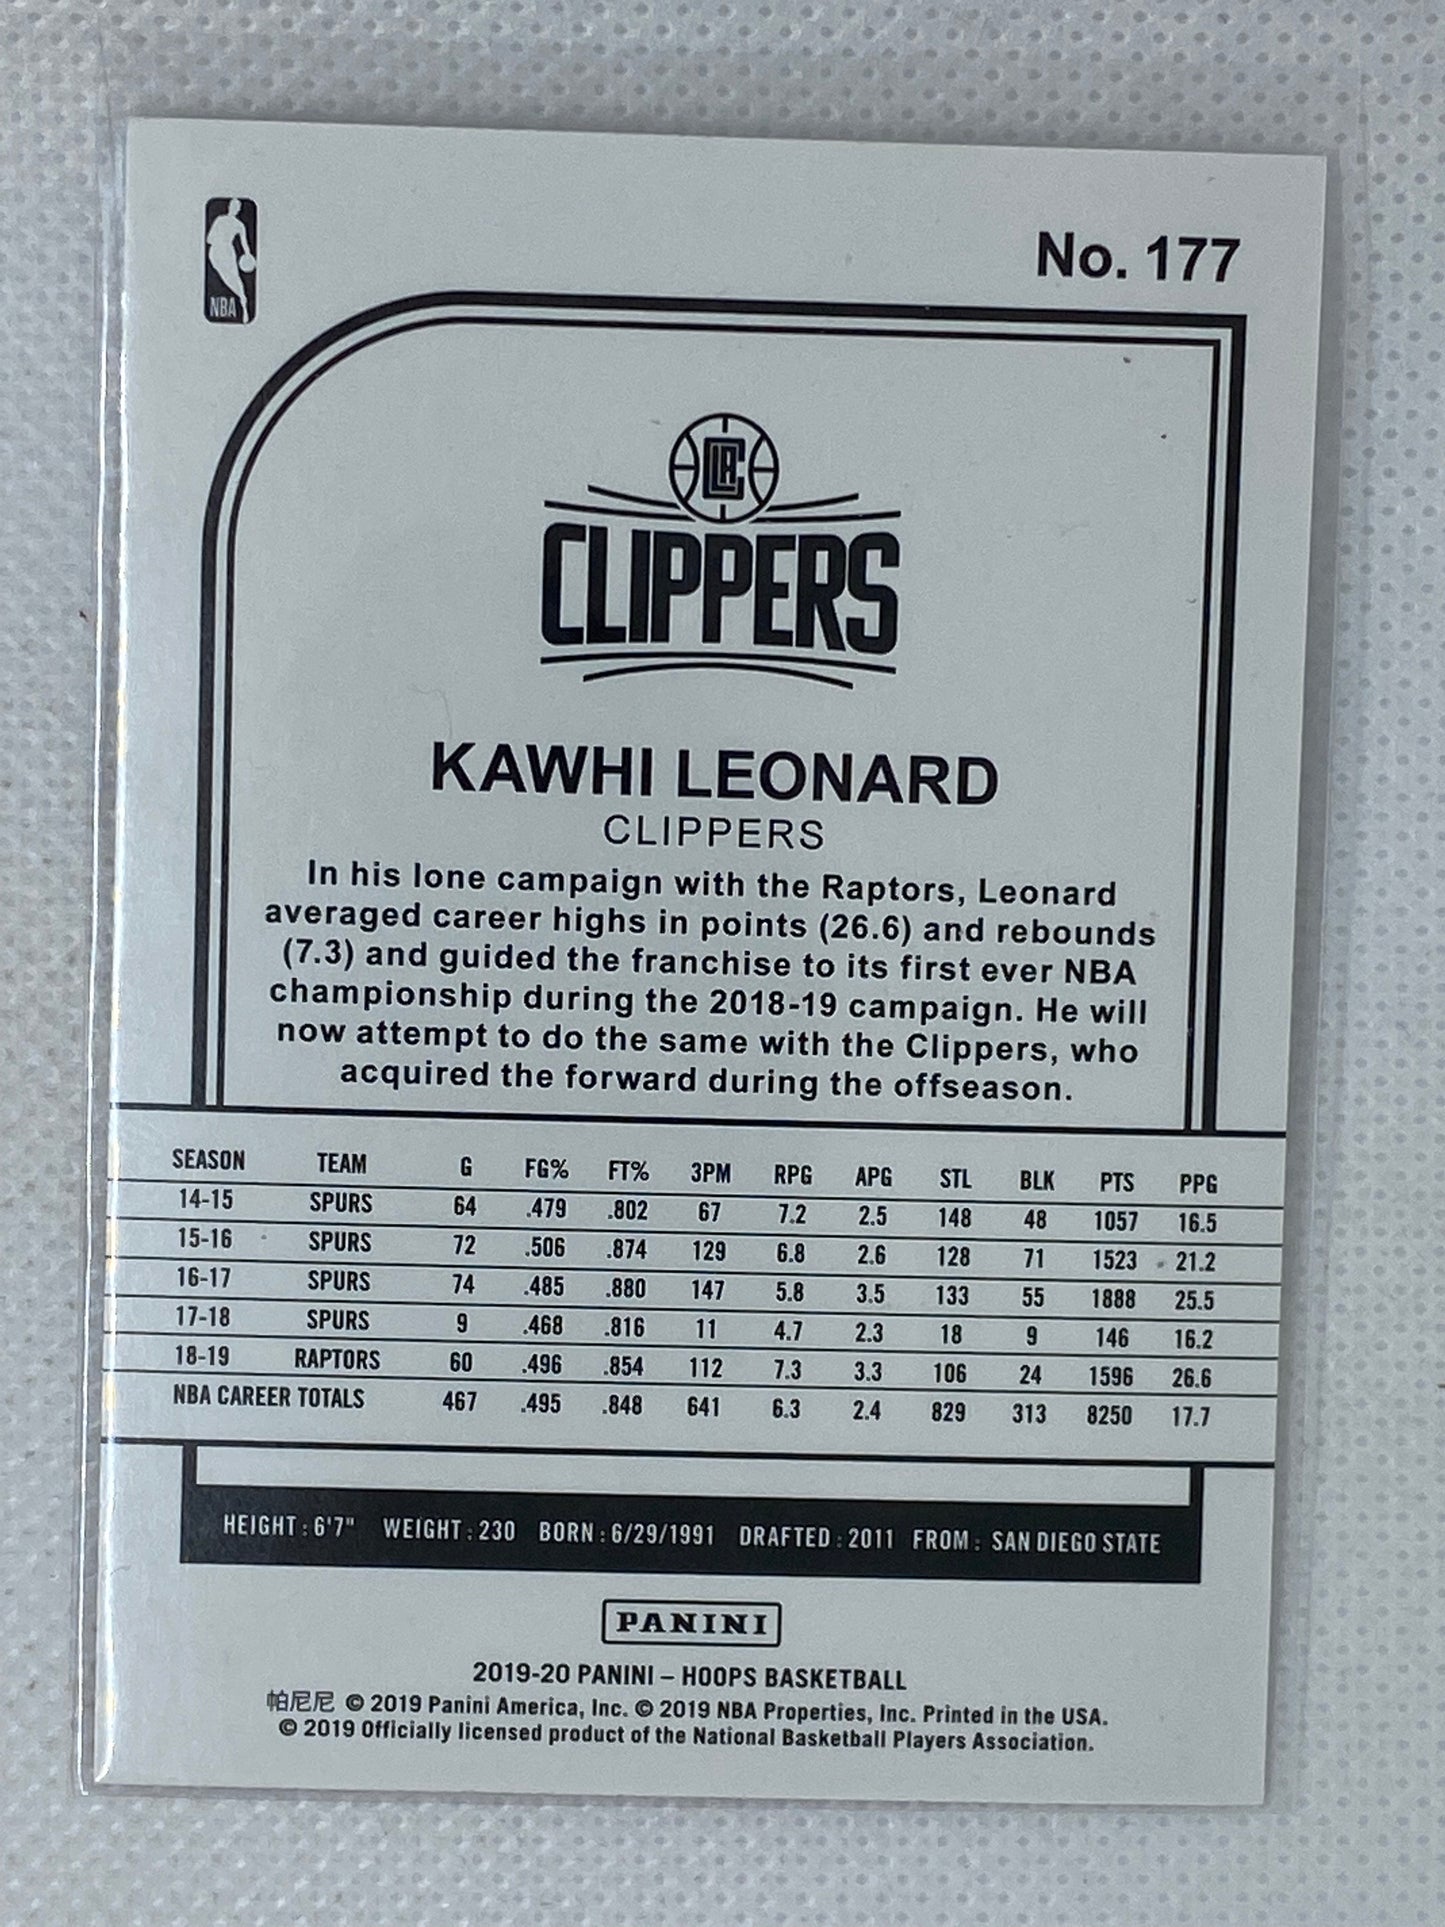 NBA
No. 177
LAC
CLIPPERS
KAWHI LEONARD
CLIPPERS
In his lone campaign with the Raptors, Leonard
averaged career highs in points (26.6) and rebounds
(7.3) and guided the franchise to its first ever NBA
championship during the 2018-19 campaign. He will
now attempt to do the same with the Clippers, who
acquired the forward during the offseason.
SEASON TEAM G FG% FT% 3PM RPG APG STL BLK PTS PPG
14-15 SPURS 64 .479 .802 67 7.2 2.5 148 48 1057 16.5
15-16 SPURS 72 .506 .874 129 6.8 2.6 128 71 1523 21.2
16-17 SPURS 74 .485 .880 147 5.8 3.5 133 55 1888 25.5
17-18 SPURS 9 .468 .816 11 4.7 2.3 18 9 146 16.2
18-19 RAPTORS 60 .496 .854 112 7.3 3.3 106 24 1596 26.6
NBA CAREER TOTALS 467 .495 .848 641 6.3 2.4 829 313 8250 17.7
HEIGHT : 6'7" WEIGHT : 230 BORN : 6/29/1991 DRAFTED : 2011 FROM : SAN DIEGO STATE
PANINI
2019-20 PANINI – HOOPS BASKETBALL
帕尼尼 © 2019 Panini America, Inc. © 2019 NBA Properties, Inc. Printed in the USA.
© 2019 Officially licensed product of the National Basketball Players Association.